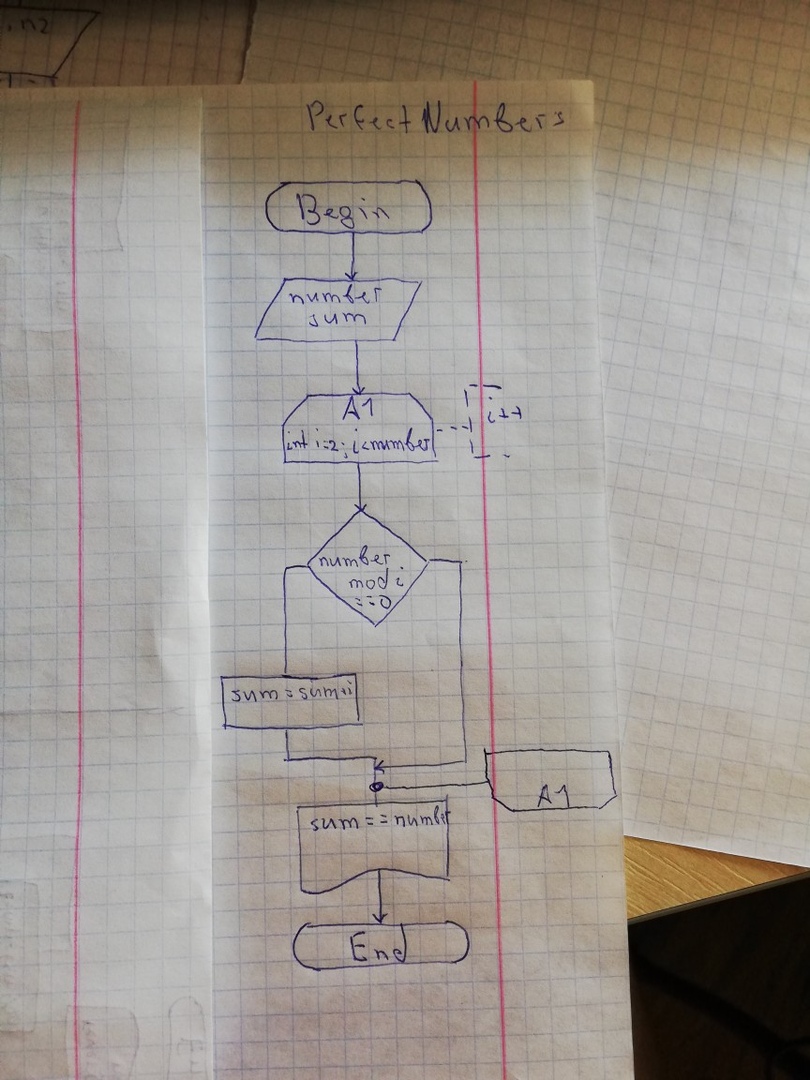 , n2
Perfect Numbers
Begin
number
sum
A1
int i=2; i<number
i++
number
mod i
==0
sum=sum+i
A1
sum==number
End